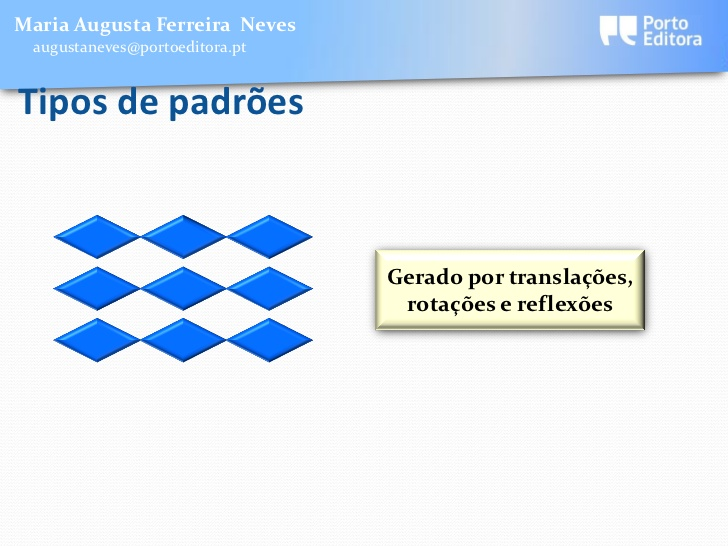 Maria Augusta Ferreira Neves
augustaneves@portoeditora.pt
Porto
Editora
Tipos de padrões
Gerado por translações,
rotações e reflexões